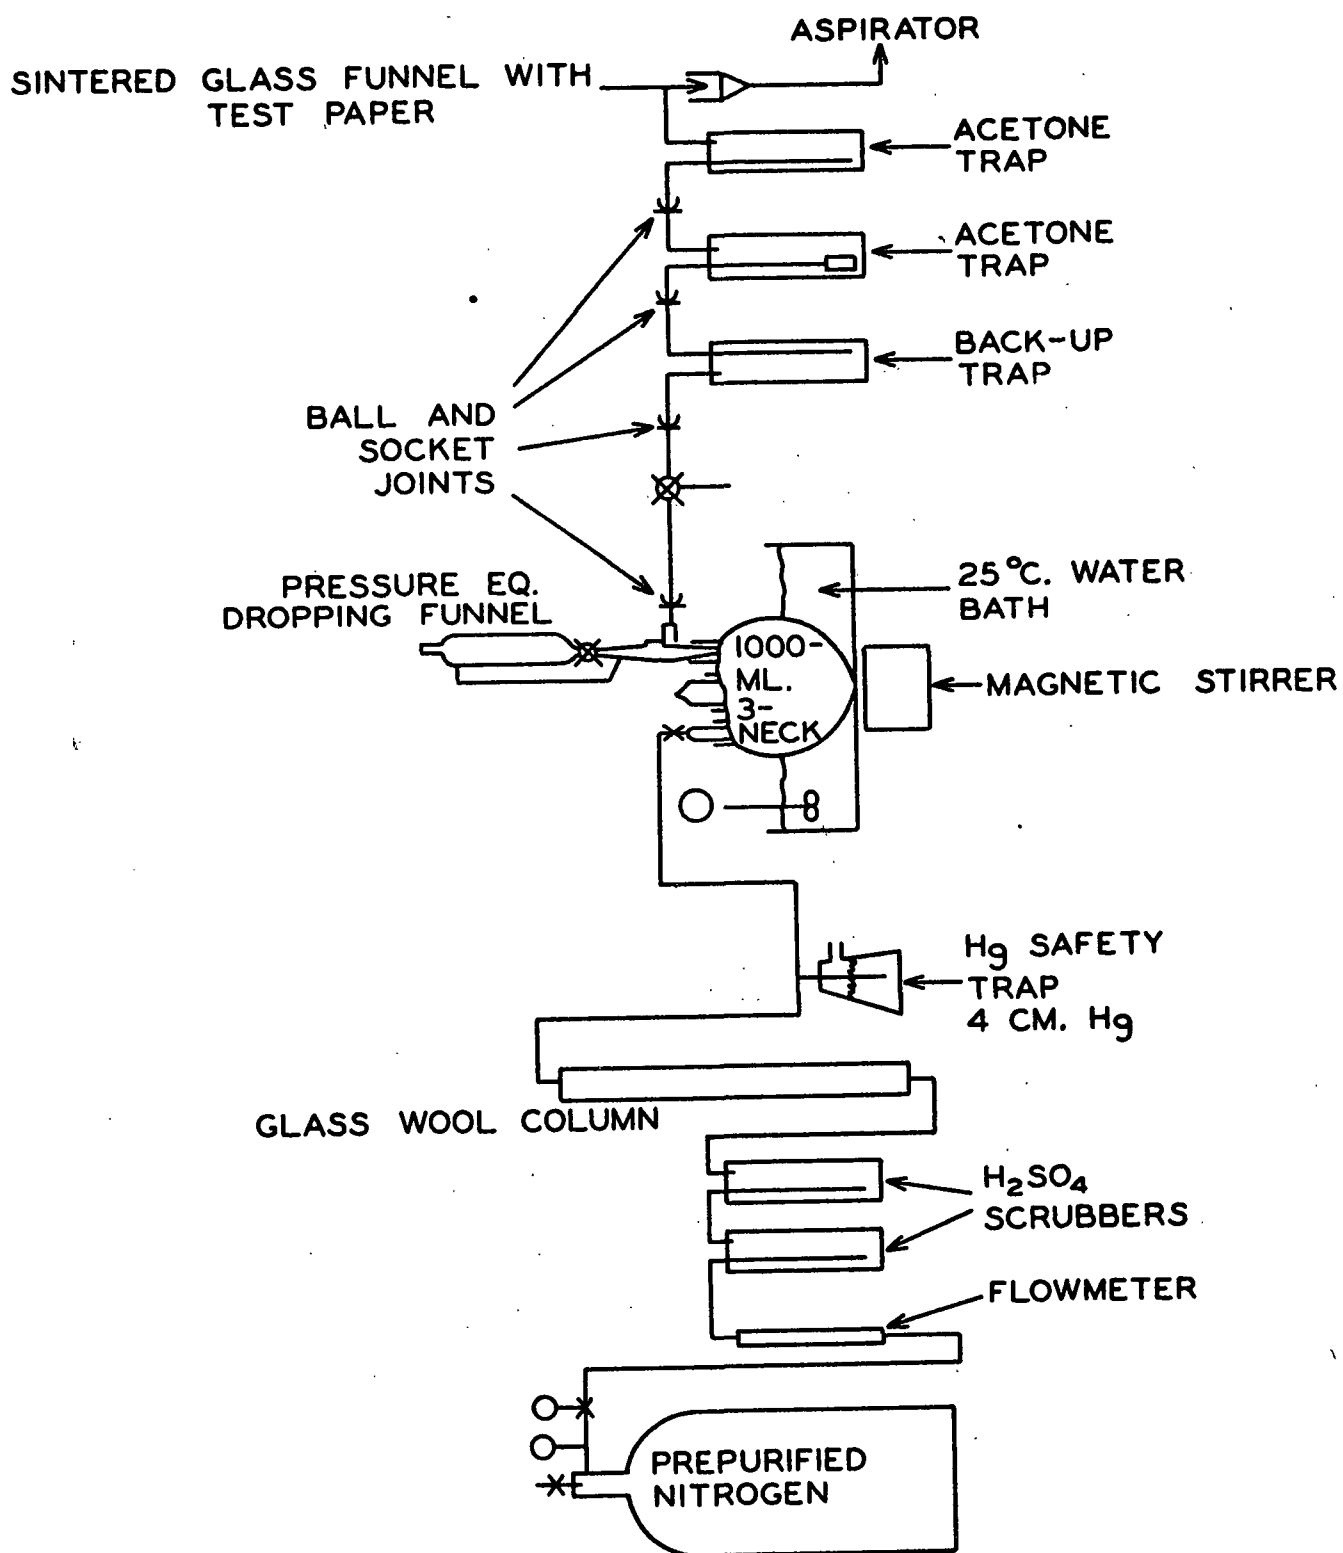 ASPIRATOR
SINTERED GLASS FUNNEL WITH
TEST PAPER
ACETONE
TRAP
ACETONE
TRAP
BACK-UP
TRAP
BALL AND
SOCKET
JOINTS
PRESSURE EQ.
DROPPING FUNNEL
25°C. WATER
BATH
1000-
ML.
3-
NECK
MAGNETIC STIRRER
Hg SAFETY
TRAP
4 CM. Hg
GLASS WOOL COLUMN
H₂SO₄
SCRUBBERS
FLOWMETER
PREPURIFIED
NITROGEN